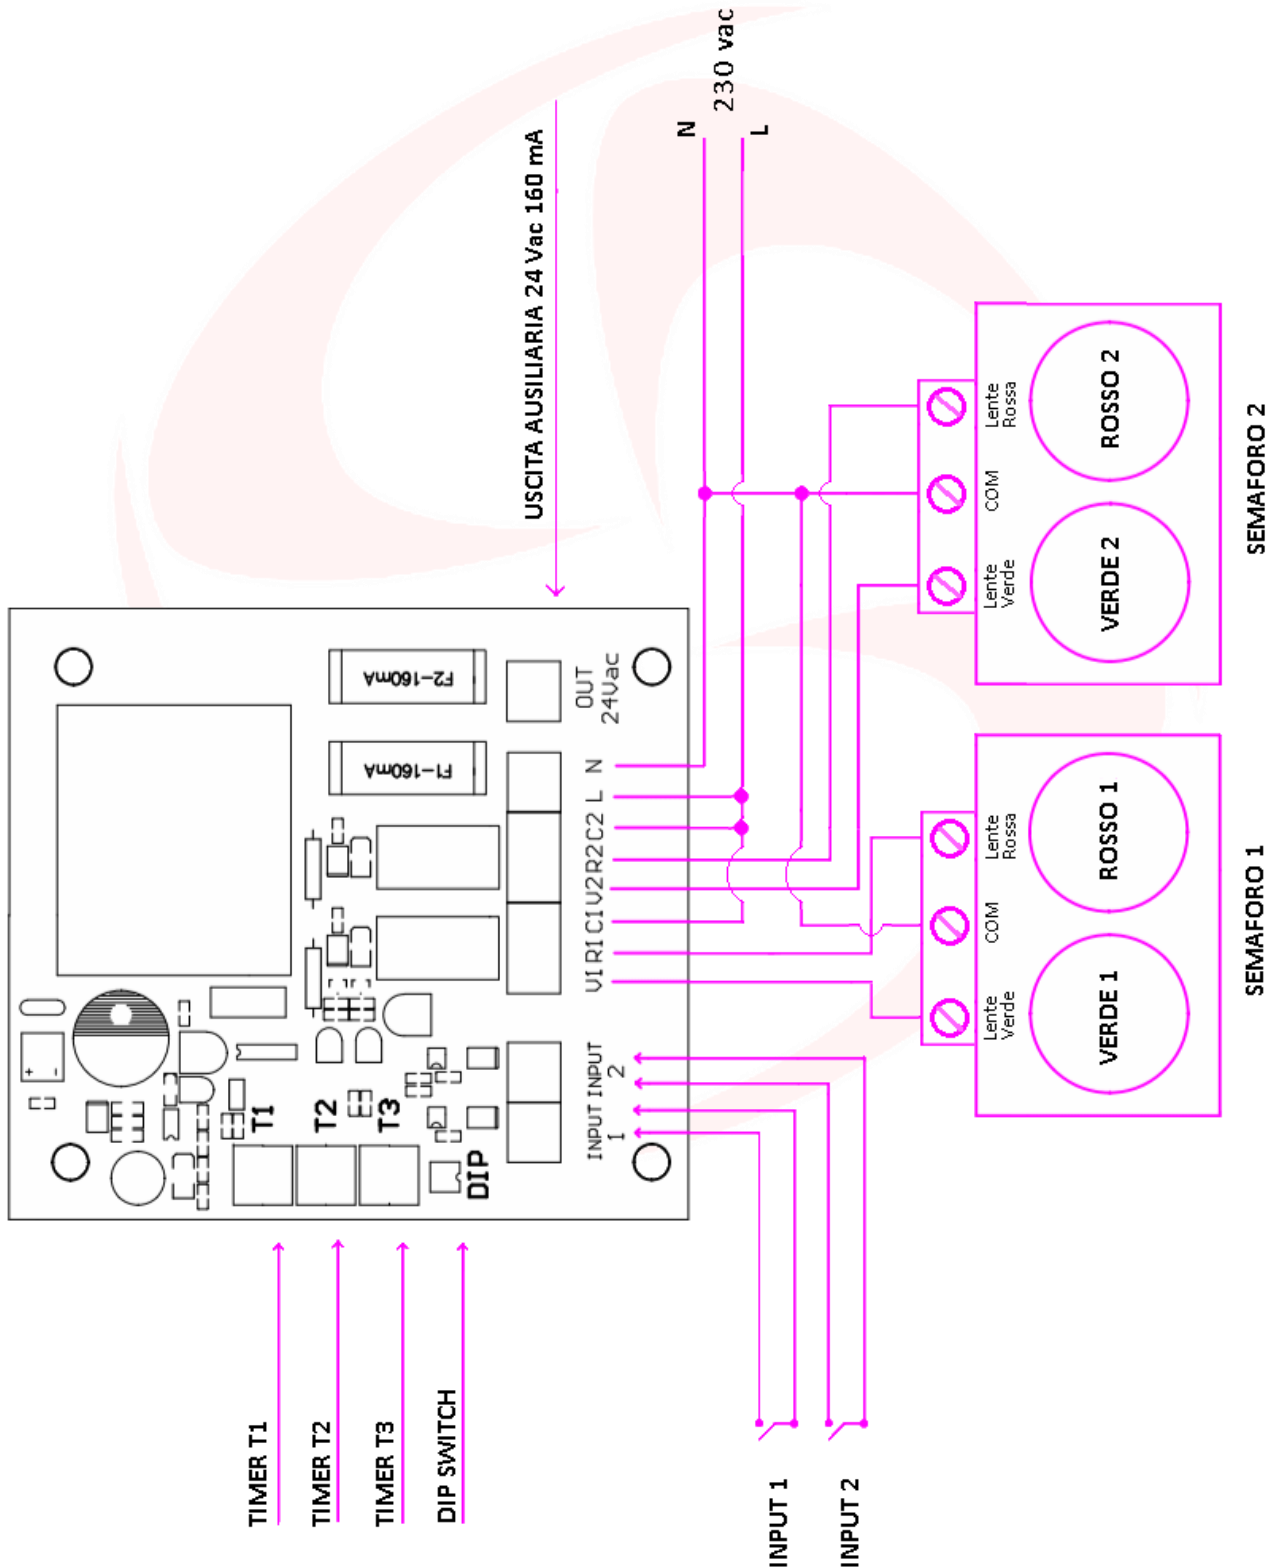 USCITA AUSILIARIA 24 Vac 160 mA
N
230 vac
L
F2-160mA
F1-160mA
OUT
24Vac
V1 R1 C1 V2 R2 C2 L N
INPUT INPUT
1 2
T1
T2
T3
DIP
TIMER T1
TIMER T2
TIMER T3
DIP SWITCH
INPUT 1
INPUT 2
Lente
Verde
COM
Lente
Rossa
VERDE 1
ROSSO 1
SEMAFORO 1
Lente
Verde
COM
Lente
Rossa
VERDE 2
ROSSO 2
SEMAFORO 2
+
-